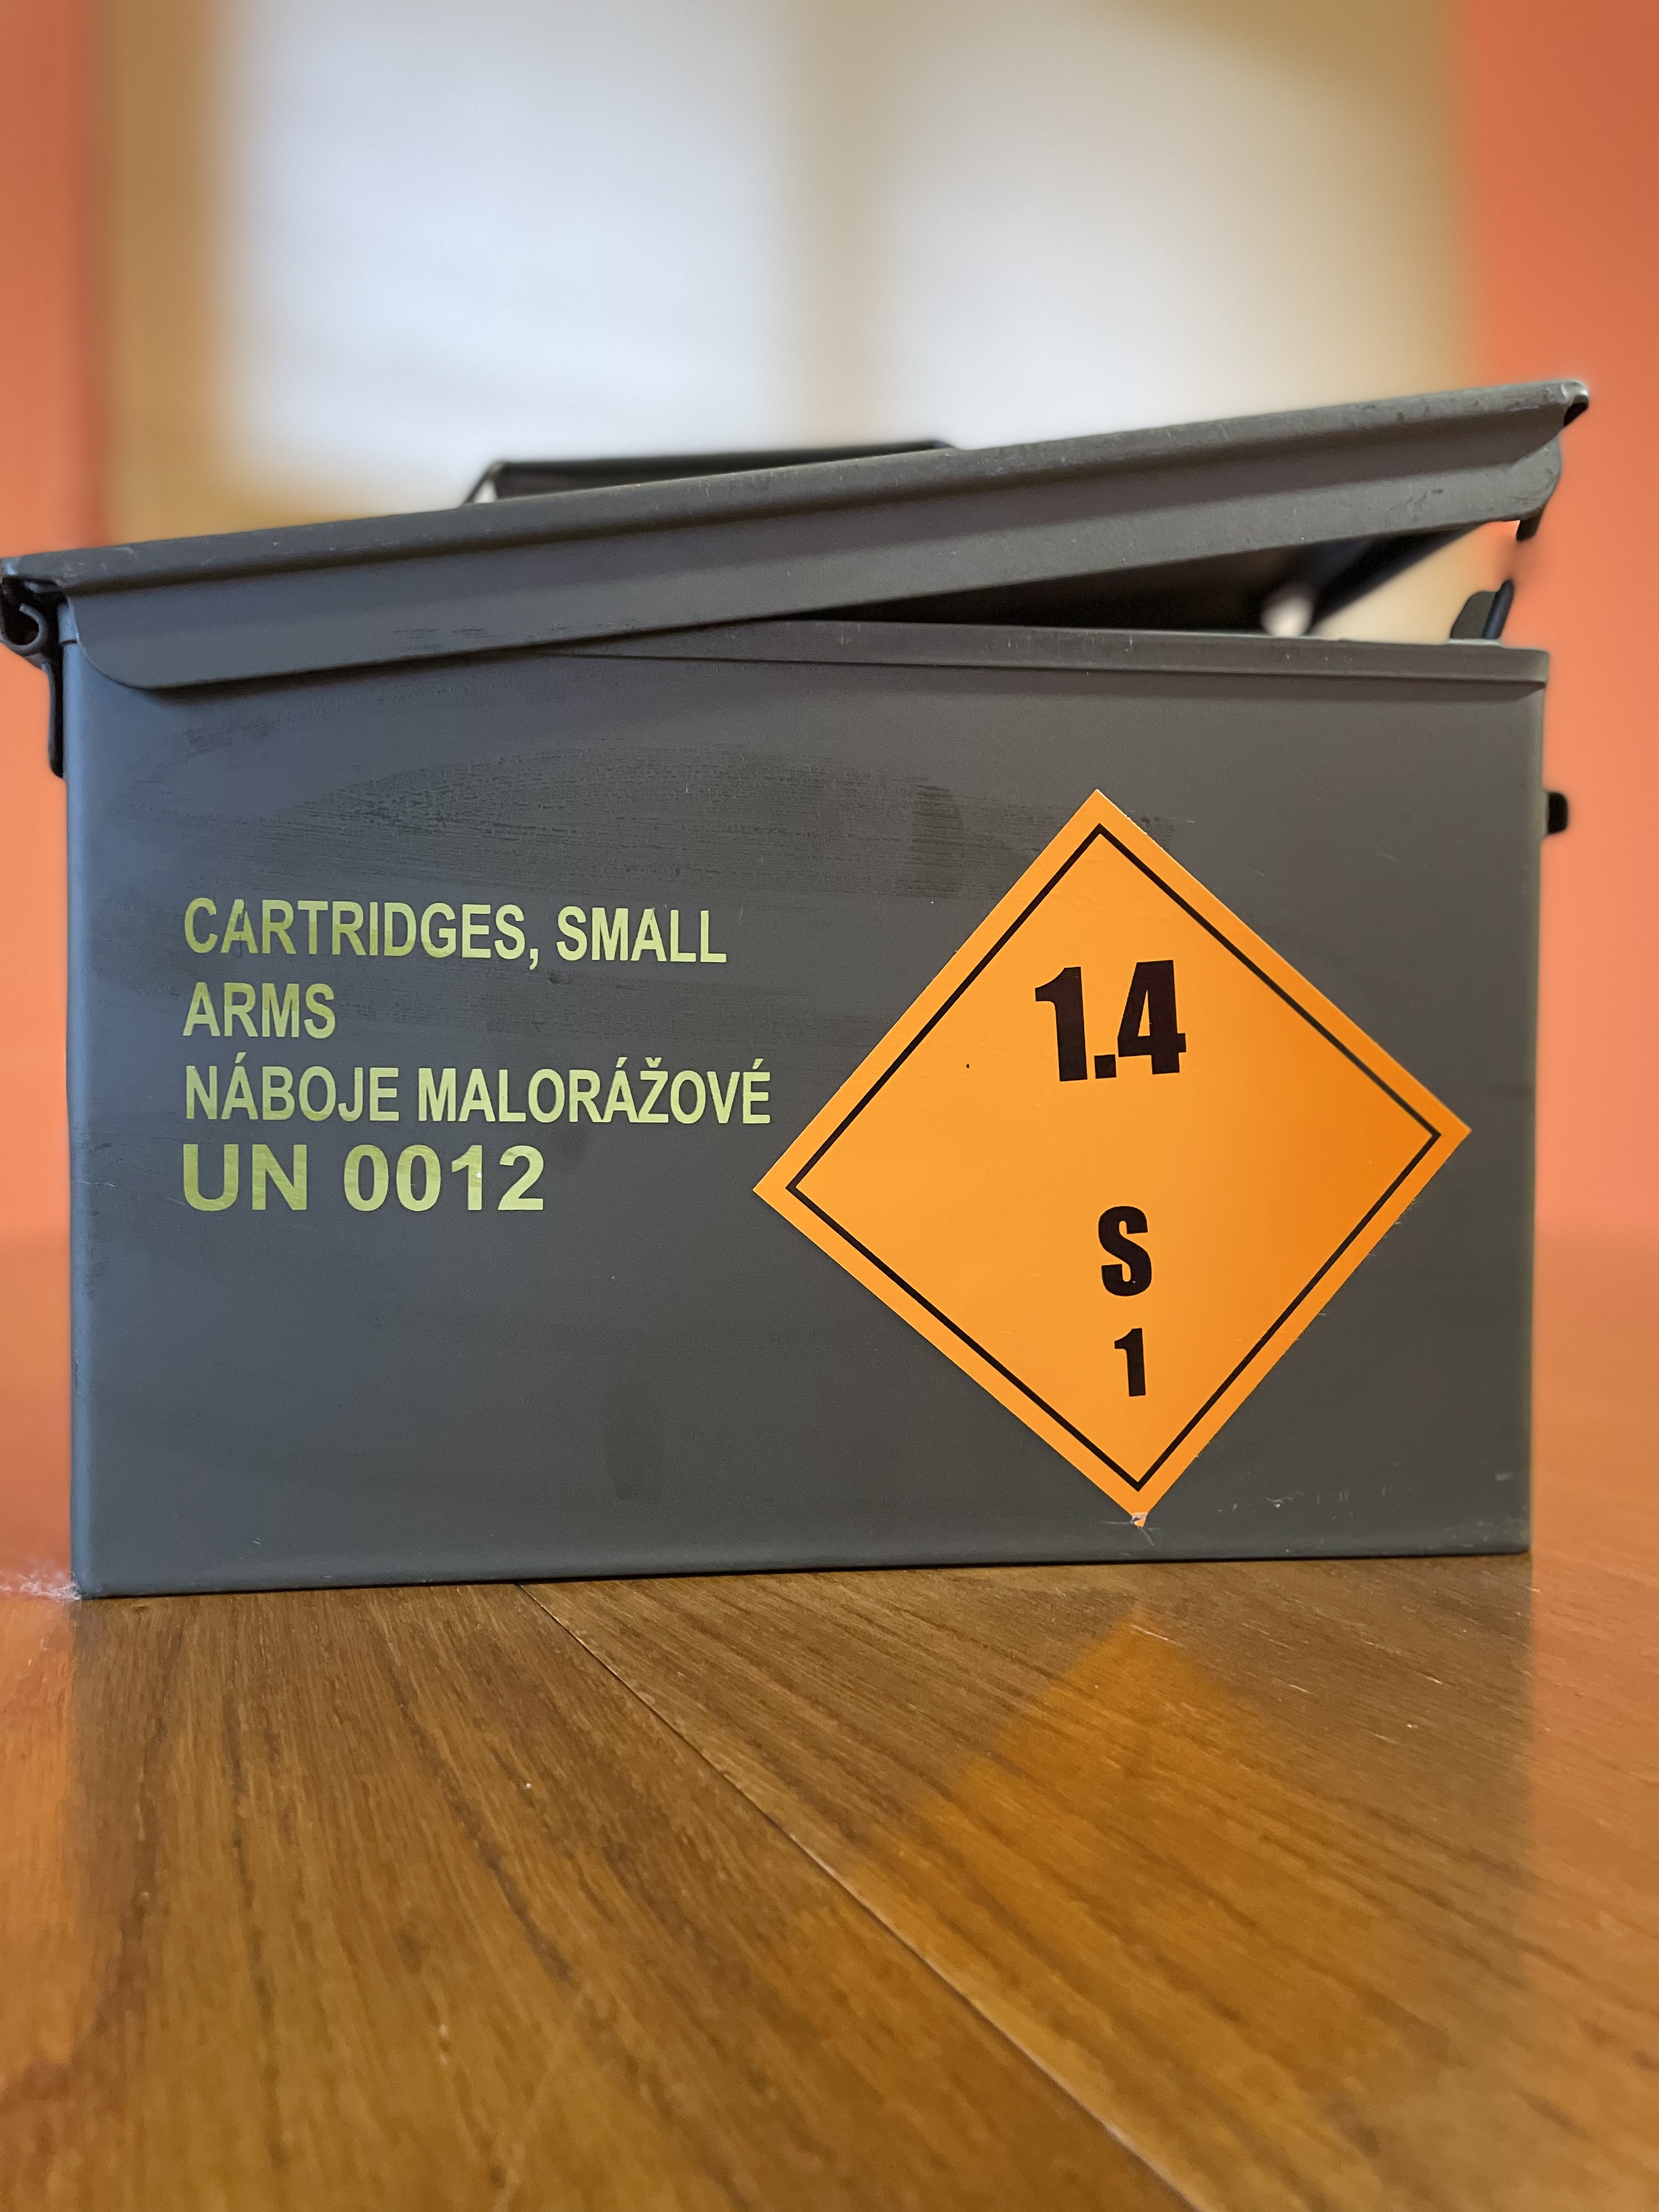 CARTRIDGES, SMALL
ARMS
NÁBOJE MALORÁŽOVÉ
UN 0012
1.4
S
1